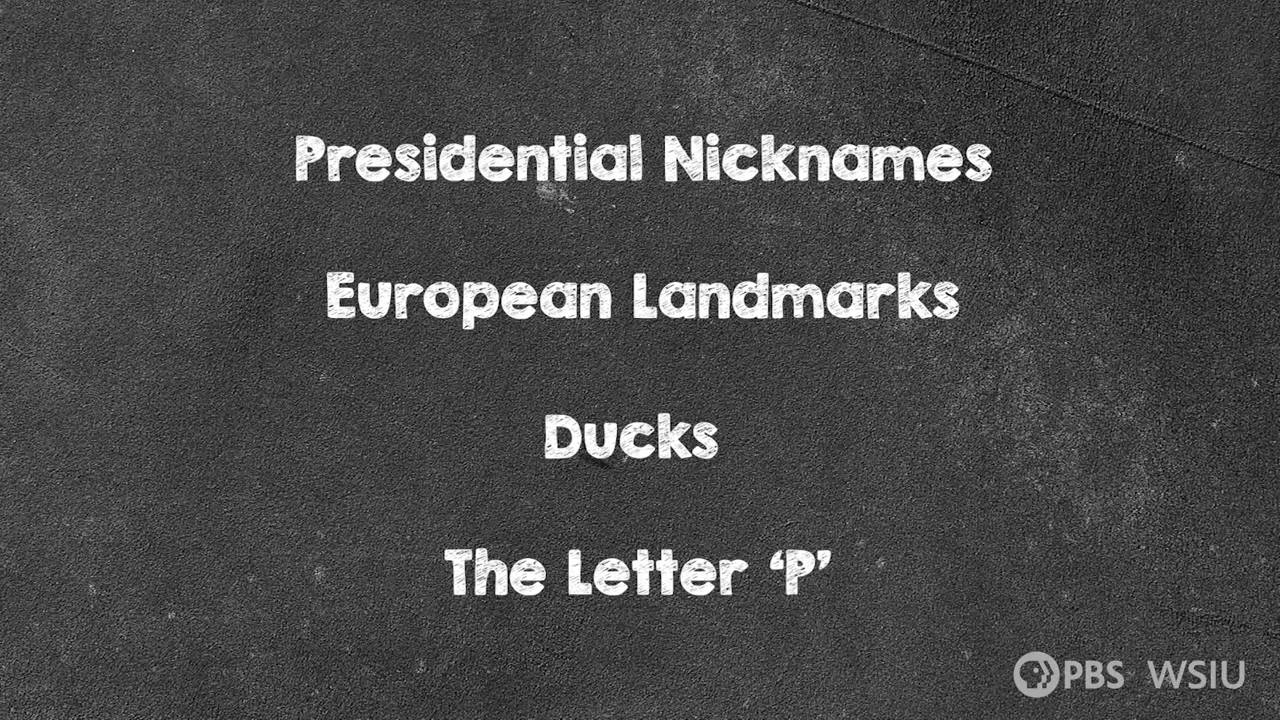 Presidential Nicknames
European Landmarks
Ducks
The Letter ‘P’
PBS WSIU